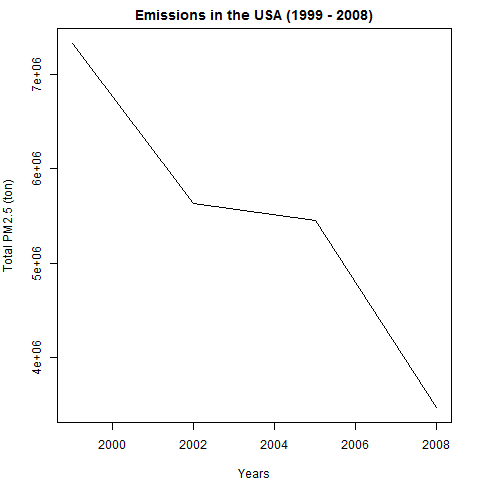 Emissions in the USA (1999 - 2008)
Total PM2.5 (ton)
7e+06
6e+06
5e+06
4e+06
2000 2002 2004 2006 2008
Years